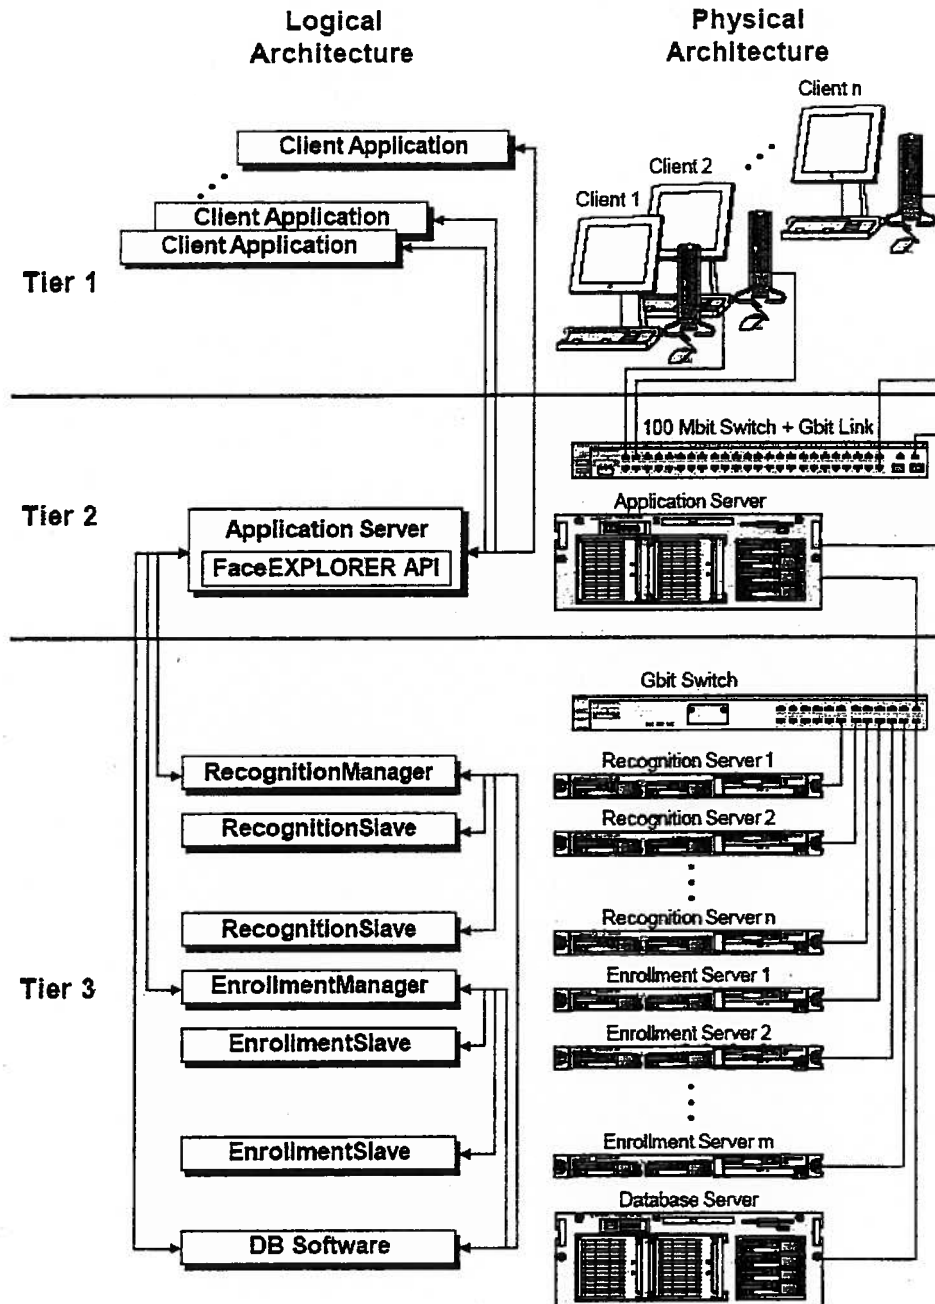 Logical
Architecture
Physical
Architecture
Client n
Client Application
Client 2
Client Application
Client 1
Client Application
Tier 1
100 Mbit Switch + Gbit Link
Application Server
Tier 2
Application Server
FaceEXPLORER API
Gbit Switch
RecognitionManager
Recognition Server 1
RecognitionSlave
Recognition Server 2
RecognitionSlave
Recognition Server n
Tier 3
EnrollmentManager
Enrollment Server 1
EnrollmentSlave
Enrollment Server 2
EnrollmentSlave
Enrollment Server m
Database Server
DB Software